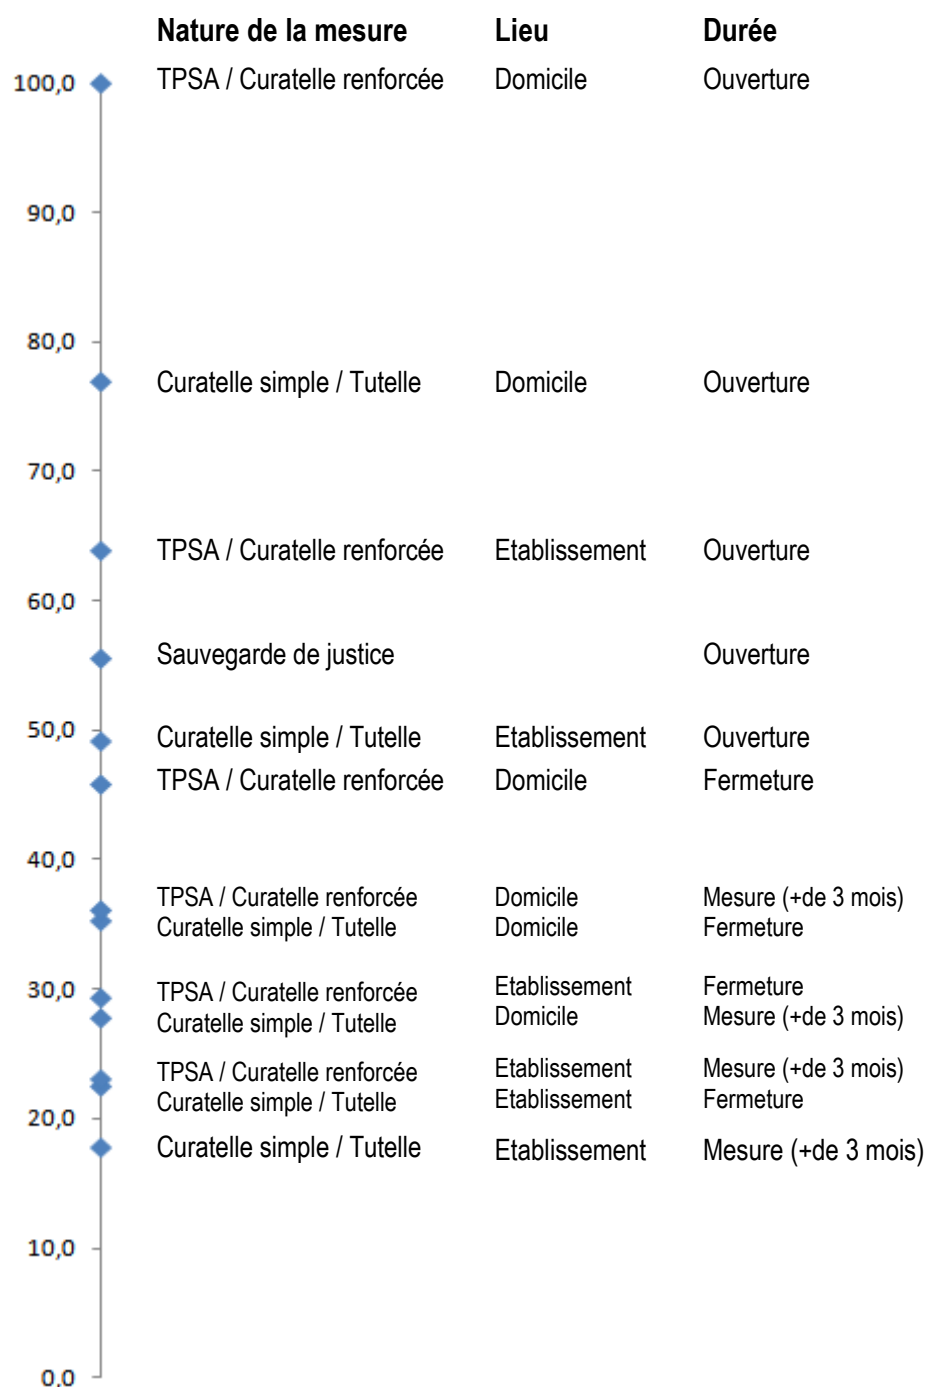 Nature de la mesure Lieu Durée
100,0 TPSA / Curatelle renforcée Domicile Ouverture
90,0
80,0
Curatelle simple / Tutelle Domicile Ouverture
70,0
TPSA / Curatelle renforcée Etablissement Ouverture
60,0
Sauvegarde de justice Ouverture
50,0 Curatelle simple / Tutelle Etablissement Ouverture
TPSA / Curatelle renforcée Domicile Fermeture
40,0
TPSA / Curatelle renforcée Domicile Mesure (+de 3 mois)
Curatelle simple / Tutelle Domicile Fermeture
30,0 TPSA / Curatelle renforcée Etablissement Fermeture
Curatelle simple / Tutelle Domicile Mesure (+de 3 mois)
TPSA / Curatelle renforcée Etablissement Mesure (+de 3 mois)
Curatelle simple / Tutelle Etablissement Fermeture
20,0
Curatelle simple / Tutelle Etablissement Mesure (+de 3 mois)
10,0
0,0